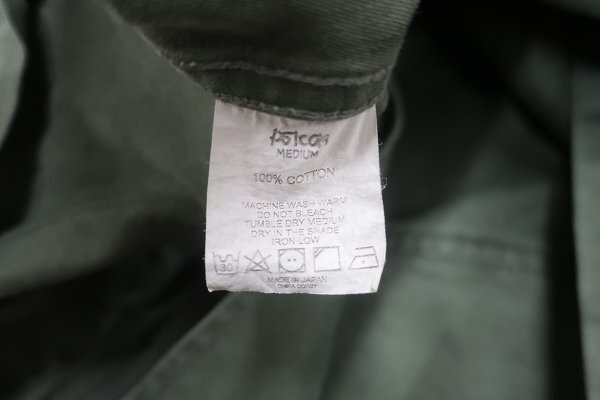 MEDIUM
100% COTTON
MACHINE WASH WARM
DO NOT BLEACH
TUMBLE DRY MEDIUM
DRY IN THE SHADE
IRON LOW
30
MADE IN JAPAN